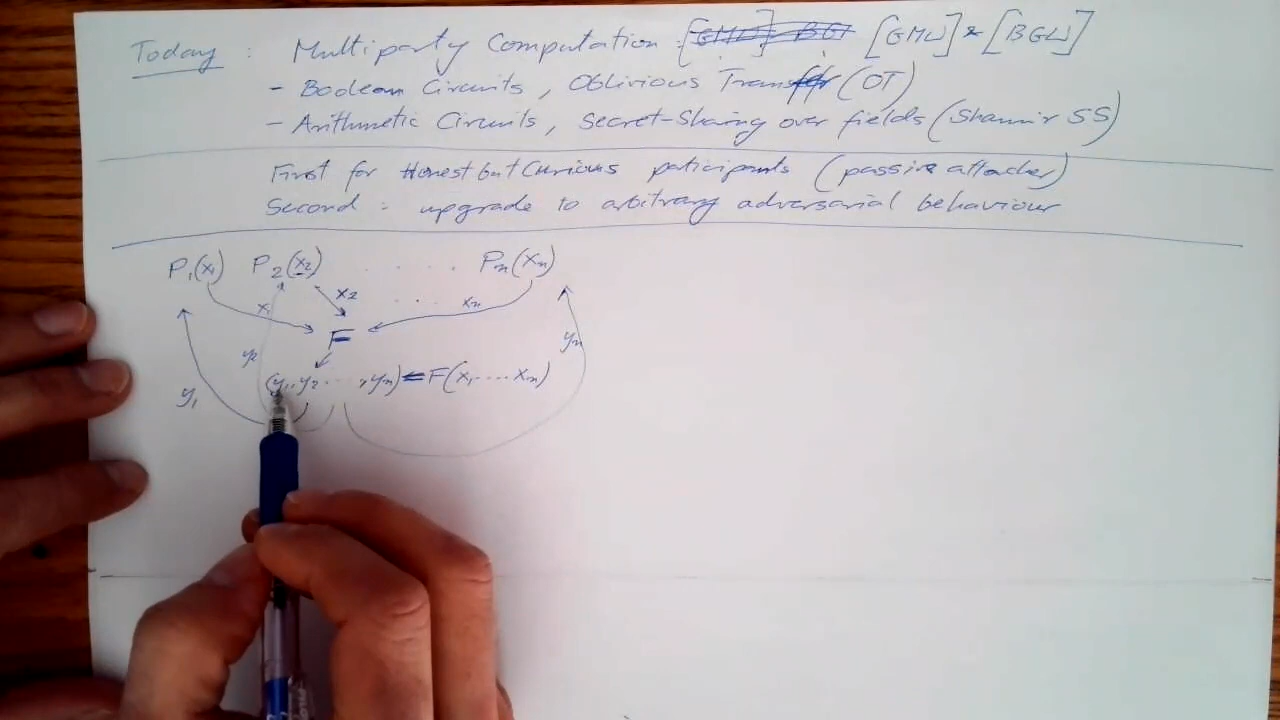 Today : Multiparty Computation : [GMW] & [BGW]
- Boolean Circuits, Oblivious Transfer (OT)
- Arithmetic Circuits, Secret-Sharing over fields (Shamir SS)
First for Honest but Curious participants (passive attacker)
Second : upgrade to arbitrary adversarial behaviour
P1(x1) P2(x2) . . . . . Pn(xn)
x1 x2 . . . xn
F
y1 y2 (y1, y2 . . . , yn) = F(x1 . . . . xn) yn